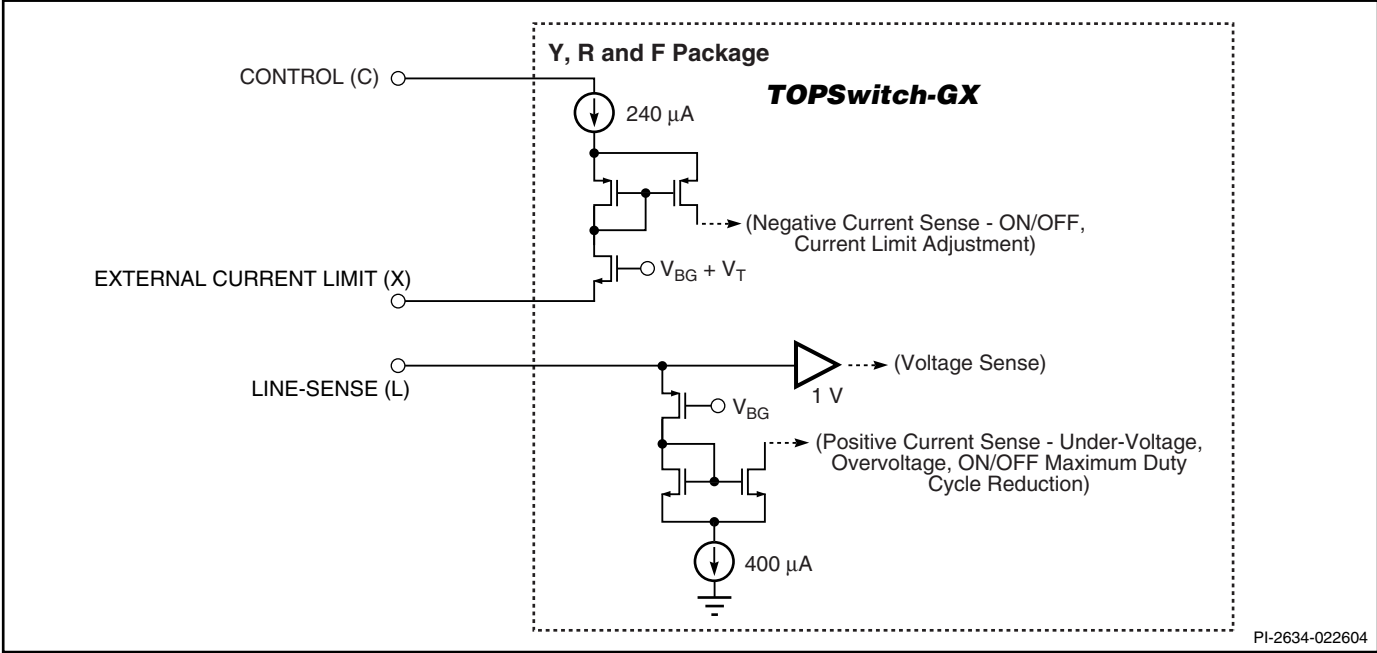 Y, R and F Package
TOPSwitch-GX
CONTROL (C)
240 μA
(Negative Current Sense - ON/OFF,
Current Limit Adjustment)
VBG + VT
EXTERNAL CURRENT LIMIT (X)
(Voltage Sense)
1 V
LINE-SENSE (L)
VBG
(Positive Current Sense - Under-Voltage,
Overvoltage, ON/OFF Maximum Duty
Cycle Reduction)
400 μA
PI-2634-022604